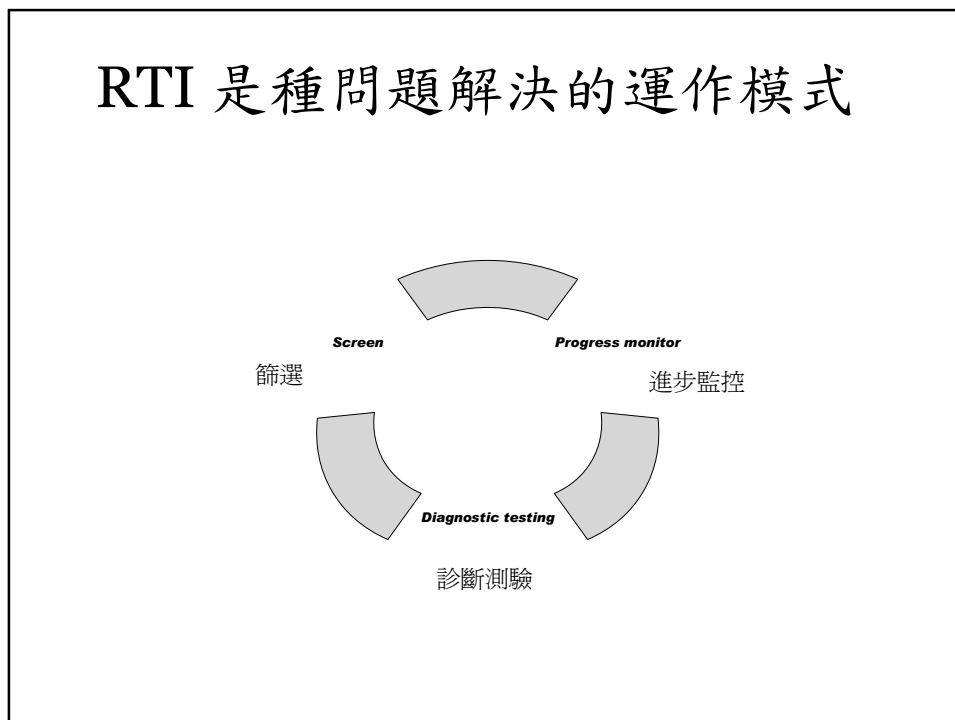 RTI 是種問題解決的運作模式
Screen
Progress monitor
篩選
進步監控
Diagnostic testing
診斷測驗